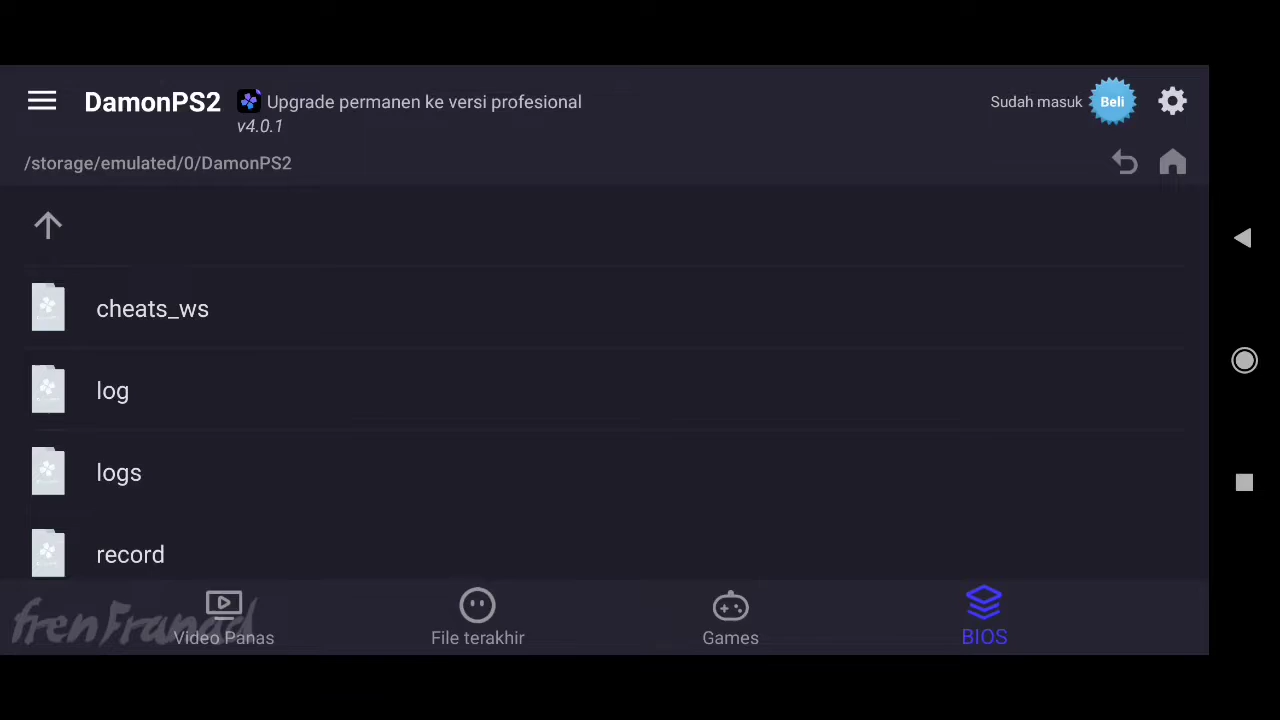 DamonPS2
Upgrade permanen ke versi profesional
v4.0.1
Sudah masuk
Beli
/storage/emulated/0/DamonPS2
cheats_ws
log
logs
record
frenFranad
Video Panas
File terakhir
Games
BIOS